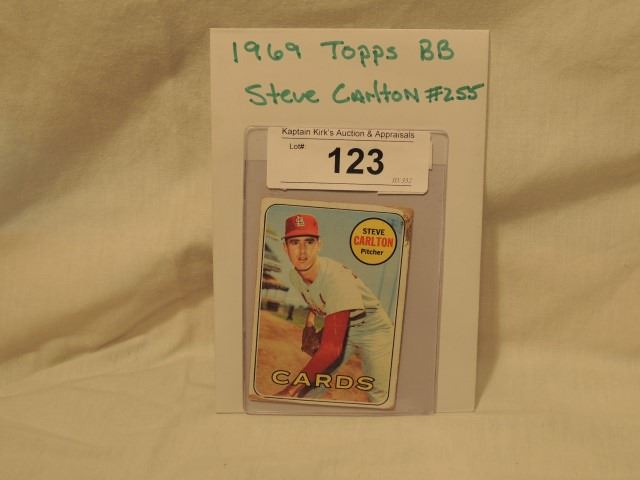 1969 Topps BB
Steve Carlton #255
Kaptain Kirk's Auction & Appraisals
Lot#:
123
STEVE
CARLTON
Pitcher
CARDS